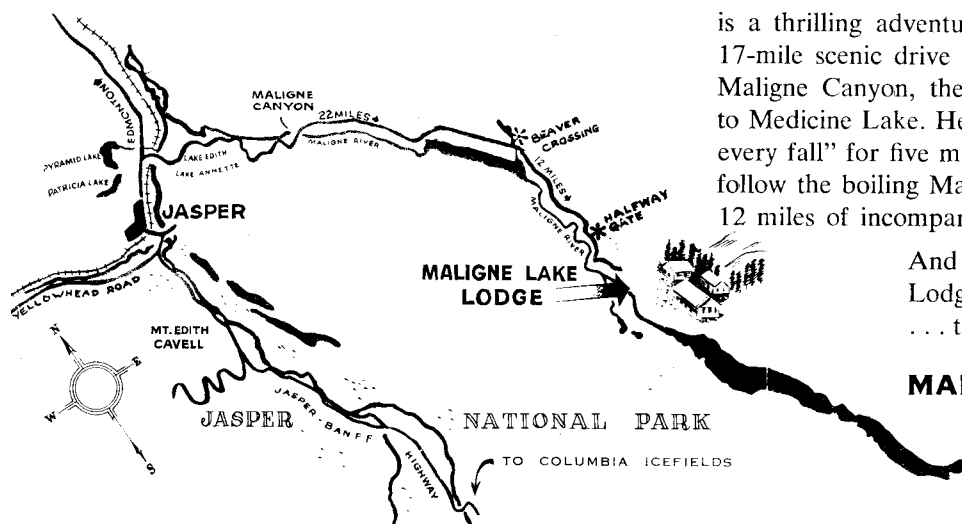 is a thrilling adventu
17-mile scenic drive
Maligne Canyon, the
to Medicine Lake. He
every fall” for five m
follow the boiling Ma
12 miles of incompar
And
Lodg
. . . t
MAI
MALIGNE
CANYON
22 MILES
MALIGNE RIVER
BEAVER
CROSSING
12 MILES
MALIGNE RIVER
HALFWAY
GATE
EDMONTON
PYRAMID LAKE
PATRICIA LAKE
LAKE EDITH
LAKE ANNETTE
JASPER
YELLOWHEAD ROAD
MALIGNE LAKE
LODGE
MT. EDITH
CAVELL
N
E
W
S
JASPER NATIONAL PARK
JASPER-BANFF
HIGHWAY
TO COLUMBIA ICEFIELDS